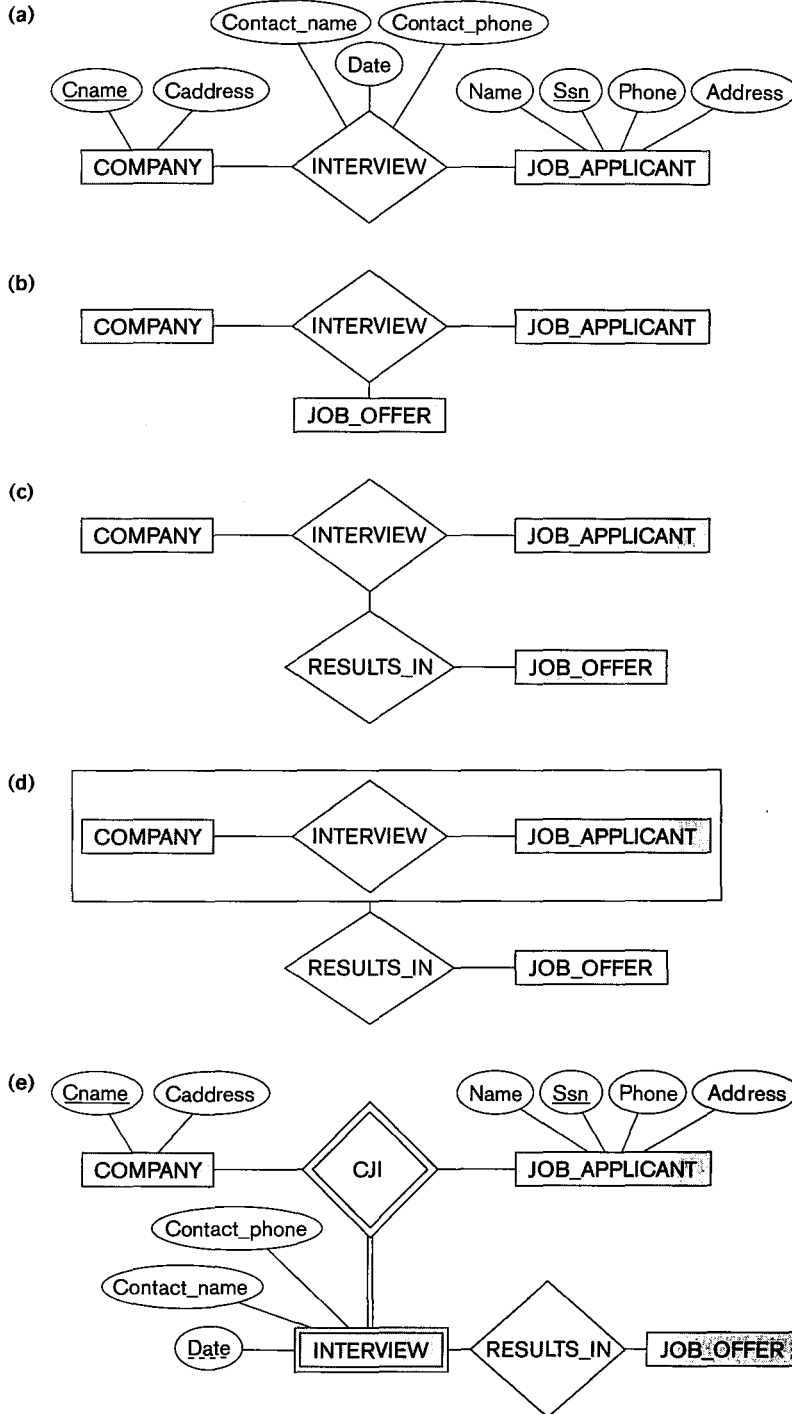 (a)
Contact_name Contact_phone
Date
Cname Caddress Name Ssn Phone Address
COMPANY INTERVIEW JOB_APPLICANT
(b)
COMPANY INTERVIEW JOB_APPLICANT
JOB_OFFER
(c)
COMPANY INTERVIEW JOB_APPLICANT
RESULTS_IN JOB_OFFER
(d)
COMPANY INTERVIEW JOB_APPLICANT
RESULTS_IN JOB_OFFER
(e)
Cname Caddress Name Ssn Phone Address
COMPANY CJI JOB_APPLICANT
Contact_phone
Contact_name
Date INTERVIEW RESULTS_IN JOB_OFFER